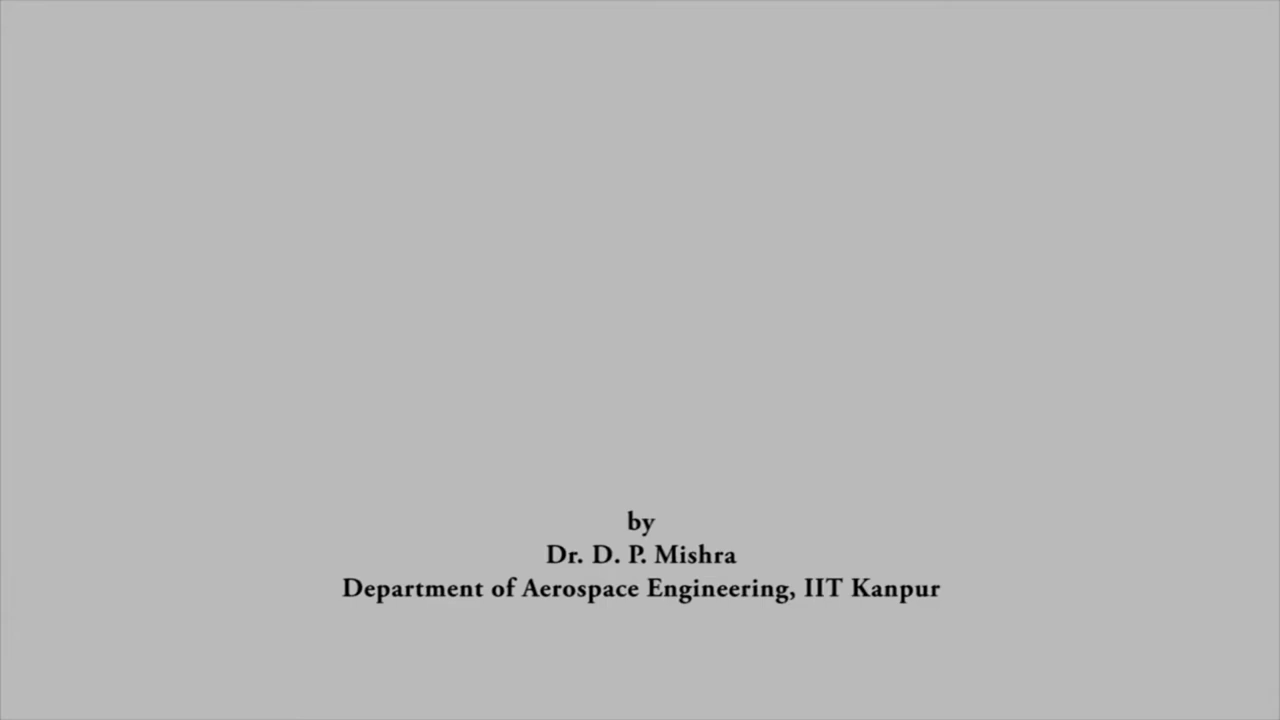 by
Dr. D. P. Mishra
Department of Aerospace Engineering, IIT Kanpur